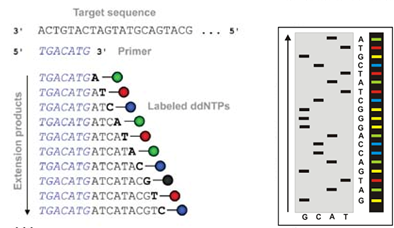 Target sequence
3' ACTGTACTAGTATGCAGTACG ... 5'
5' TGACATG 3' Primer
TGACATGA
TGACATGAT
TGACATGATC
TGACATGATCA
TGACATGATCAT
TGACATGATCATA
TGACATGATCATAC
TGACATGATCATACG
TGACATGATCATACGT
TGACATGATCATACGTC
Labeled ddNTPs
Extension products
A
T
G
C
T
A
T
C
G
G
G
A
C
C
A
G
T
A
G
G C A T